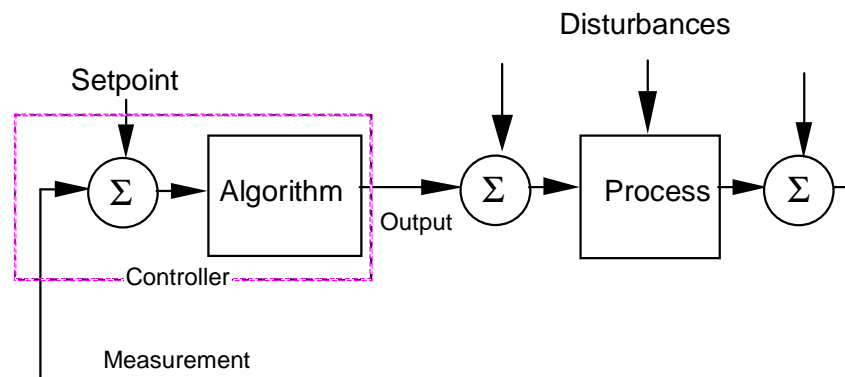 Disturbances
Setpoint
Σ
Algorithm
Σ
Process
Σ
Output
Controller
Measurement